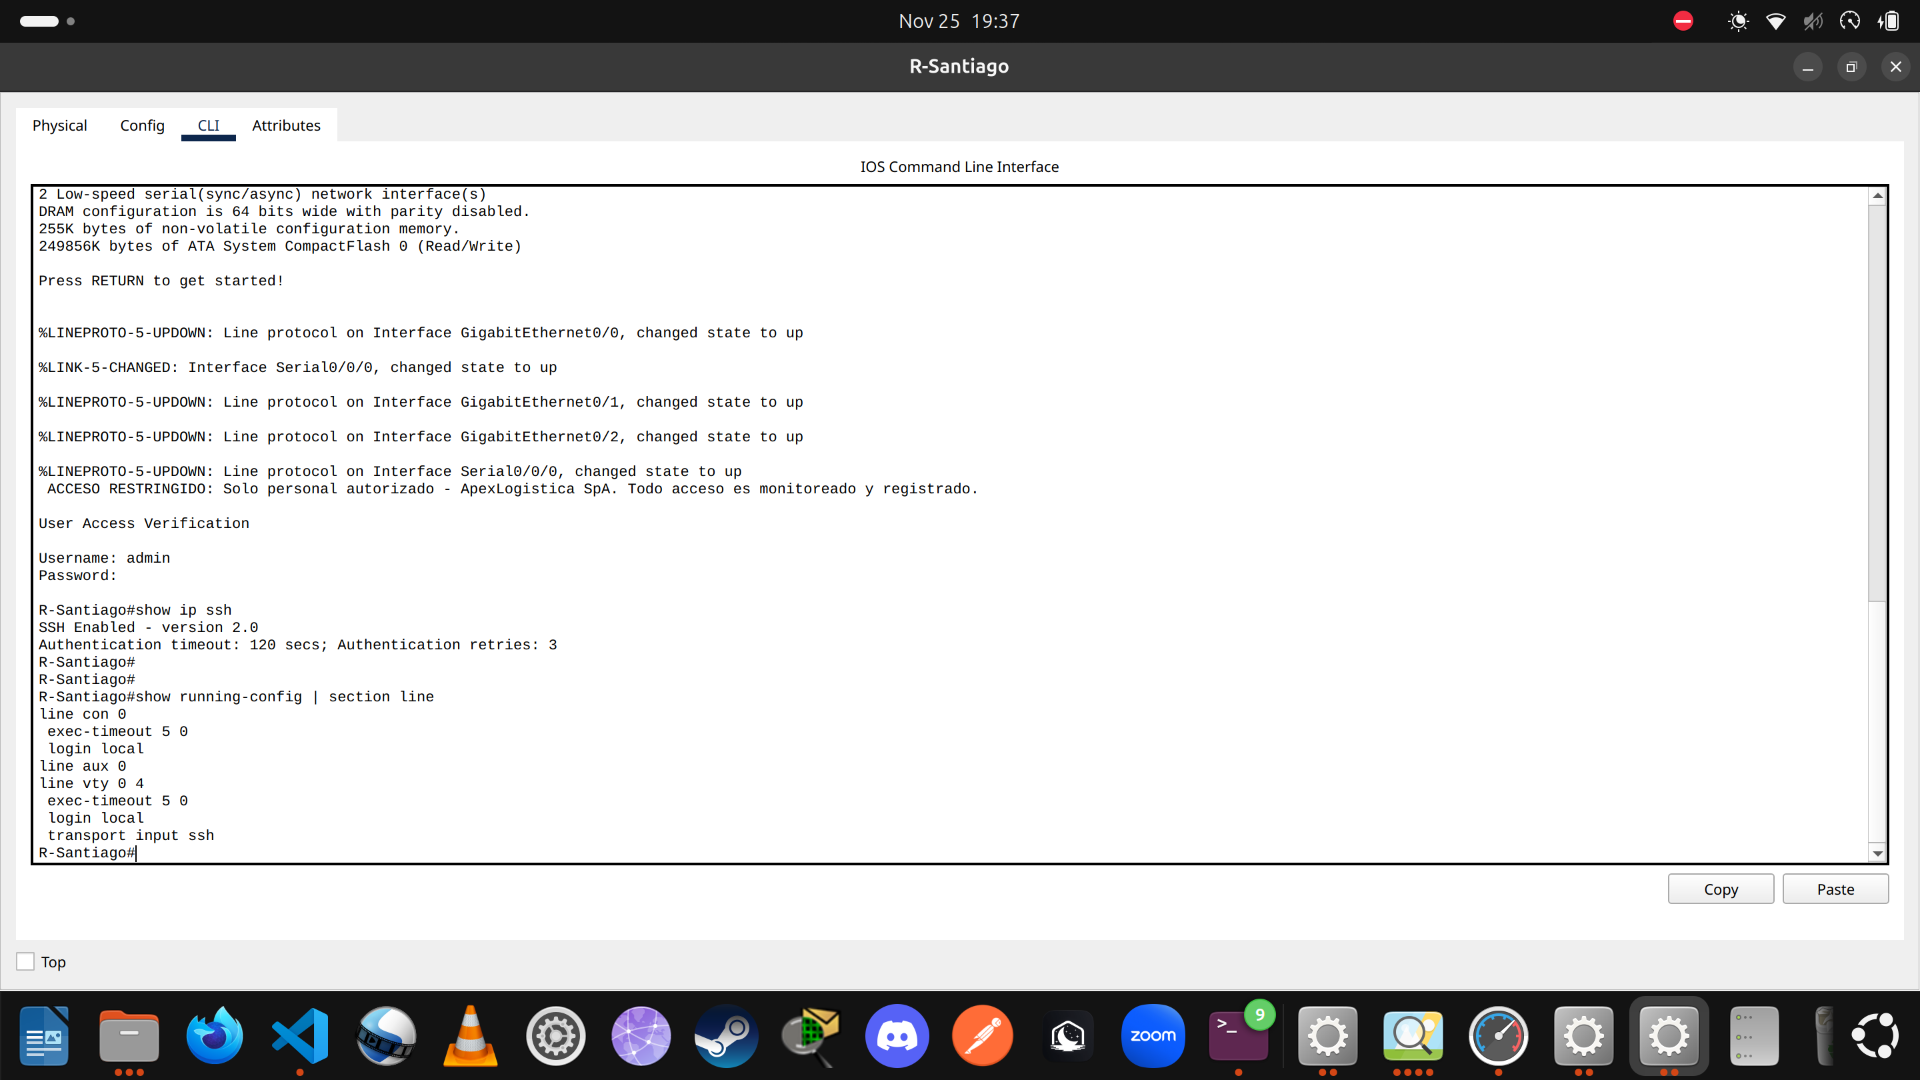 Nov 25 19:37
R-Santiago
Physical Config CLI Attributes
IOS Command Line Interface
2 Low-speed serial(sync/async) network interface(s)
DRAM configuration is 64 bits wide with parity disabled.
255K bytes of non-volatile configuration memory.
249856K bytes of ATA System CompactFlash 0 (Read/Write)
Press RETURN to get started!
%LINEPROTO-5-UPDOWN: Line protocol on Interface GigabitEthernet0/0, changed state to up
%LINK-5-CHANGED: Interface Serial0/0/0, changed state to up
%LINEPROTO-5-UPDOWN: Line protocol on Interface GigabitEthernet0/1, changed state to up
%LINEPROTO-5-UPDOWN: Line protocol on Interface GigabitEthernet0/2, changed state to up
%LINEPROTO-5-UPDOWN: Line protocol on Interface Serial0/0/0, changed state to up
ACCESO RESTRINGIDO: Solo personal autorizado - ApexLogistica SpA. Todo acceso es monitoreado y registrado.
User Access Verification
Username: admin
Password:
R-Santiago#show ip ssh
SSH Enabled - version 2.0
Authentication timeout: 120 secs; Authentication retries: 3
R-Santiago#
R-Santiago#
R-Santiago#show running-config | section line
line con 0
exec-timeout 5 0
login local
line aux 0
line vty 0 4
exec-timeout 5 0
login local
transport input ssh
R-Santiago#
Copy Paste
Top
zoom
>_ 9